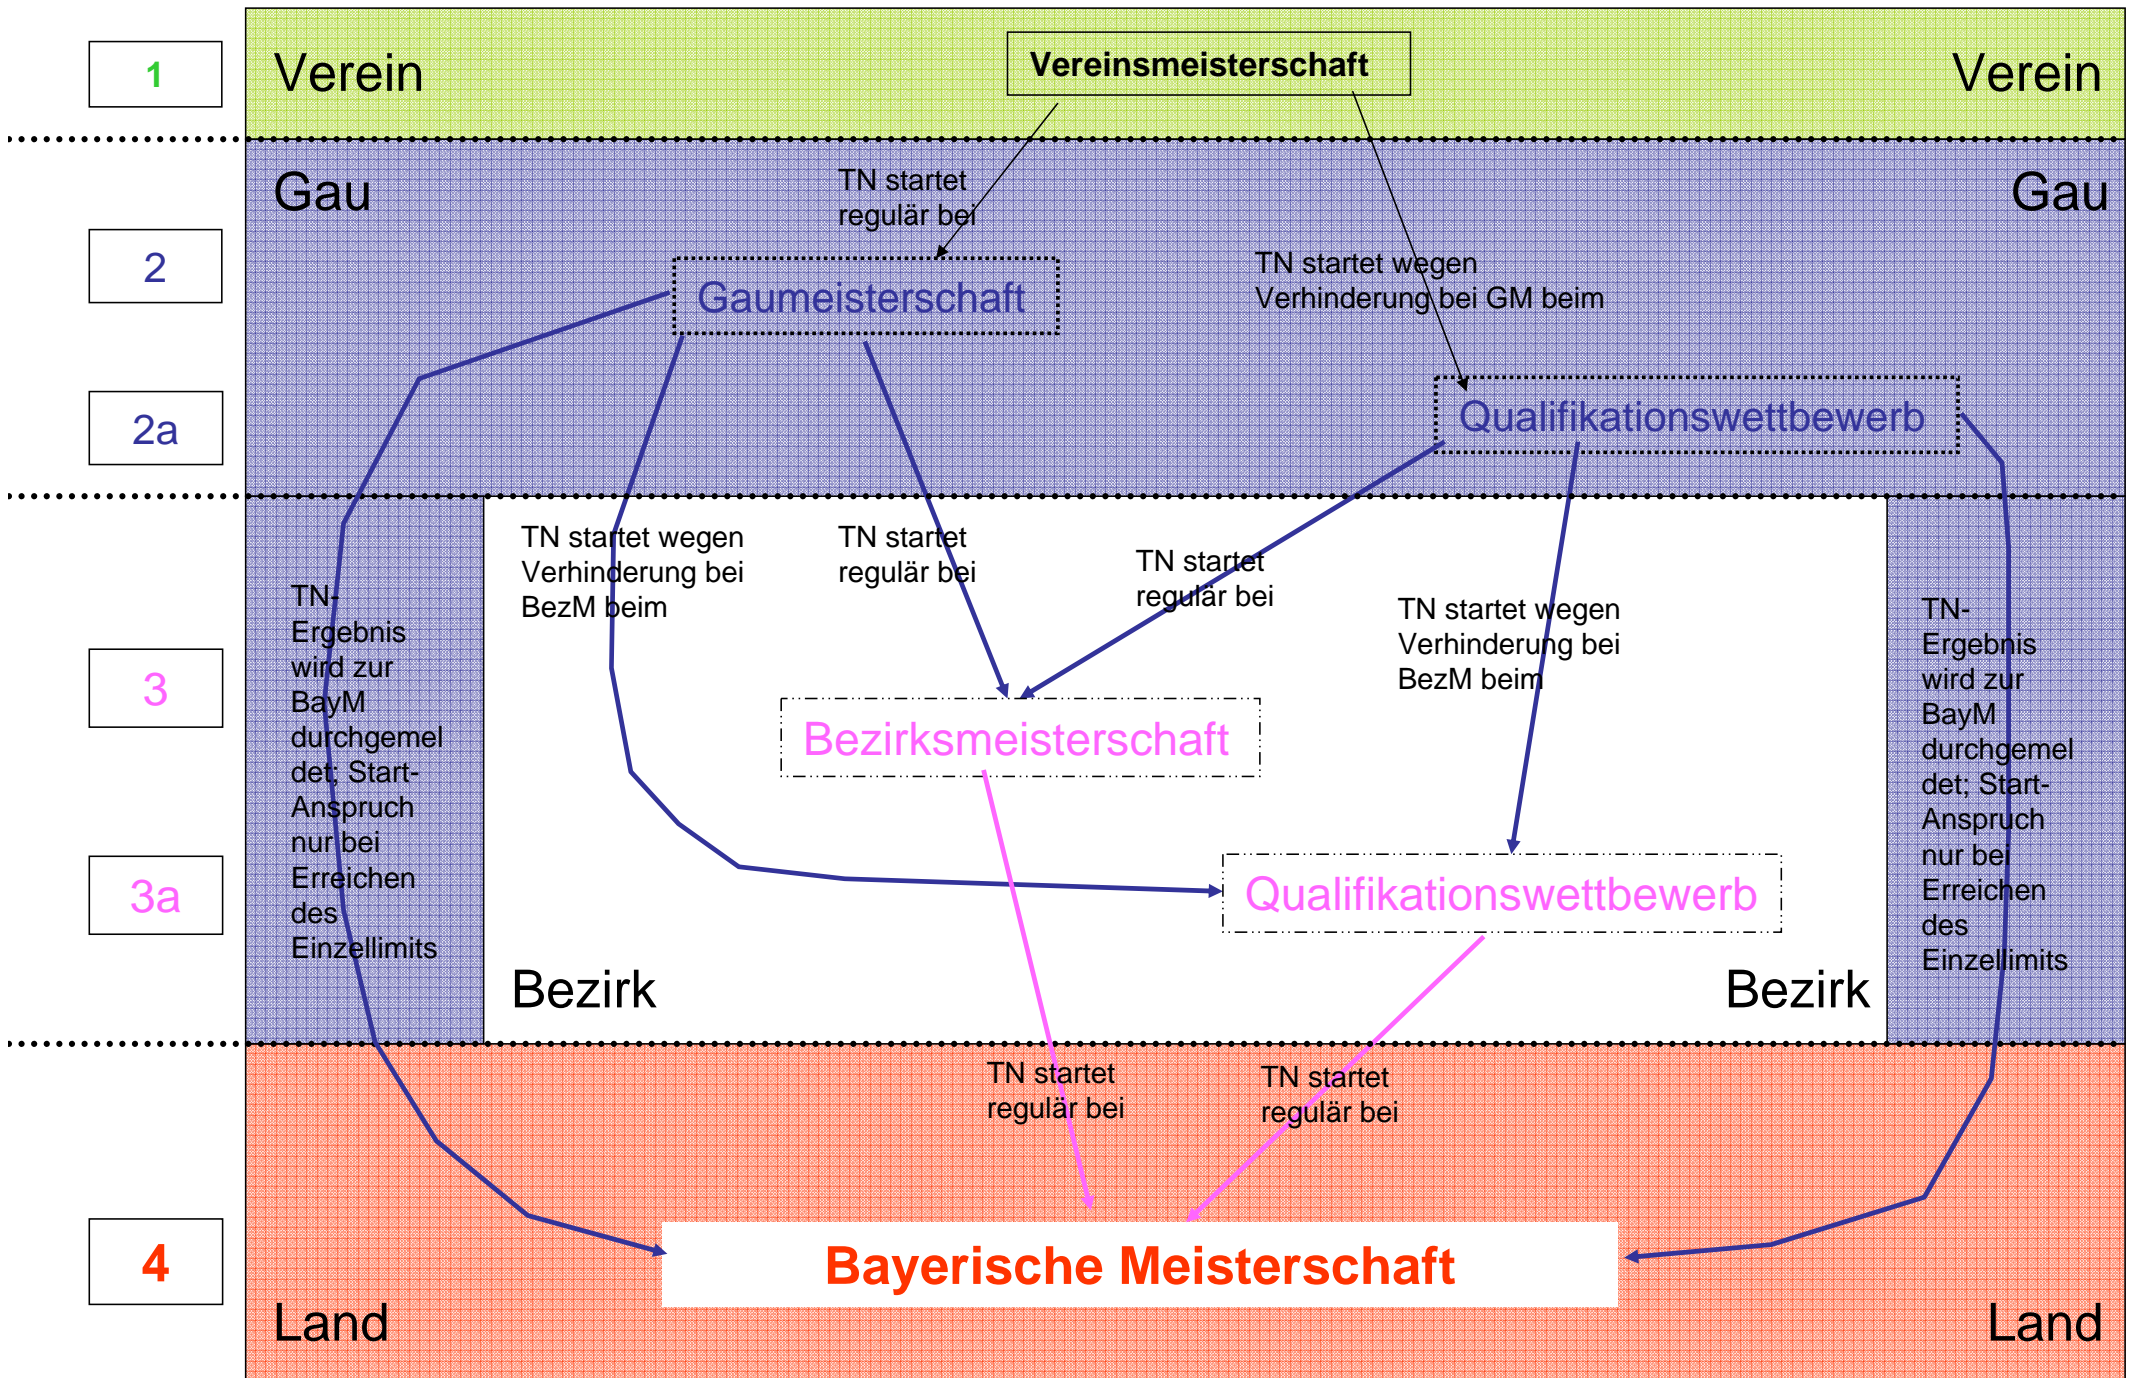 1
Verein
Vereinsmeisterschaft
Verein
Gau
TN startet
regulär bei
Gau
2
Gaumeisterschaft
TN startet wegen
Verhinderung bei GM beim
2a
Qualifikationswettbewerb
TN startet wegen
Verhinderung bei
BezM beim
TN startet
regulär bei
TN startet
regulär bei
TN startet wegen
Verhinderung bei
BezM beim
TN-
Ergebnis
wird zur
BayM
durchgemel
det; Start-
Anspruch
nur bei
Erreichen
des
Einzellimits
TN-
Ergebnis
wird zur
BayM
durchgemel
det; Start-
Anspruch
nur bei
Erreichen
des
Einzellimits
3
Bezirksmeisterschaft
3a
Qualifikationswettbewerb
Bezirk
Bezirk
TN startet
regulär bei
TN startet
regulär bei
4
Bayerische Meisterschaft
Land
Land